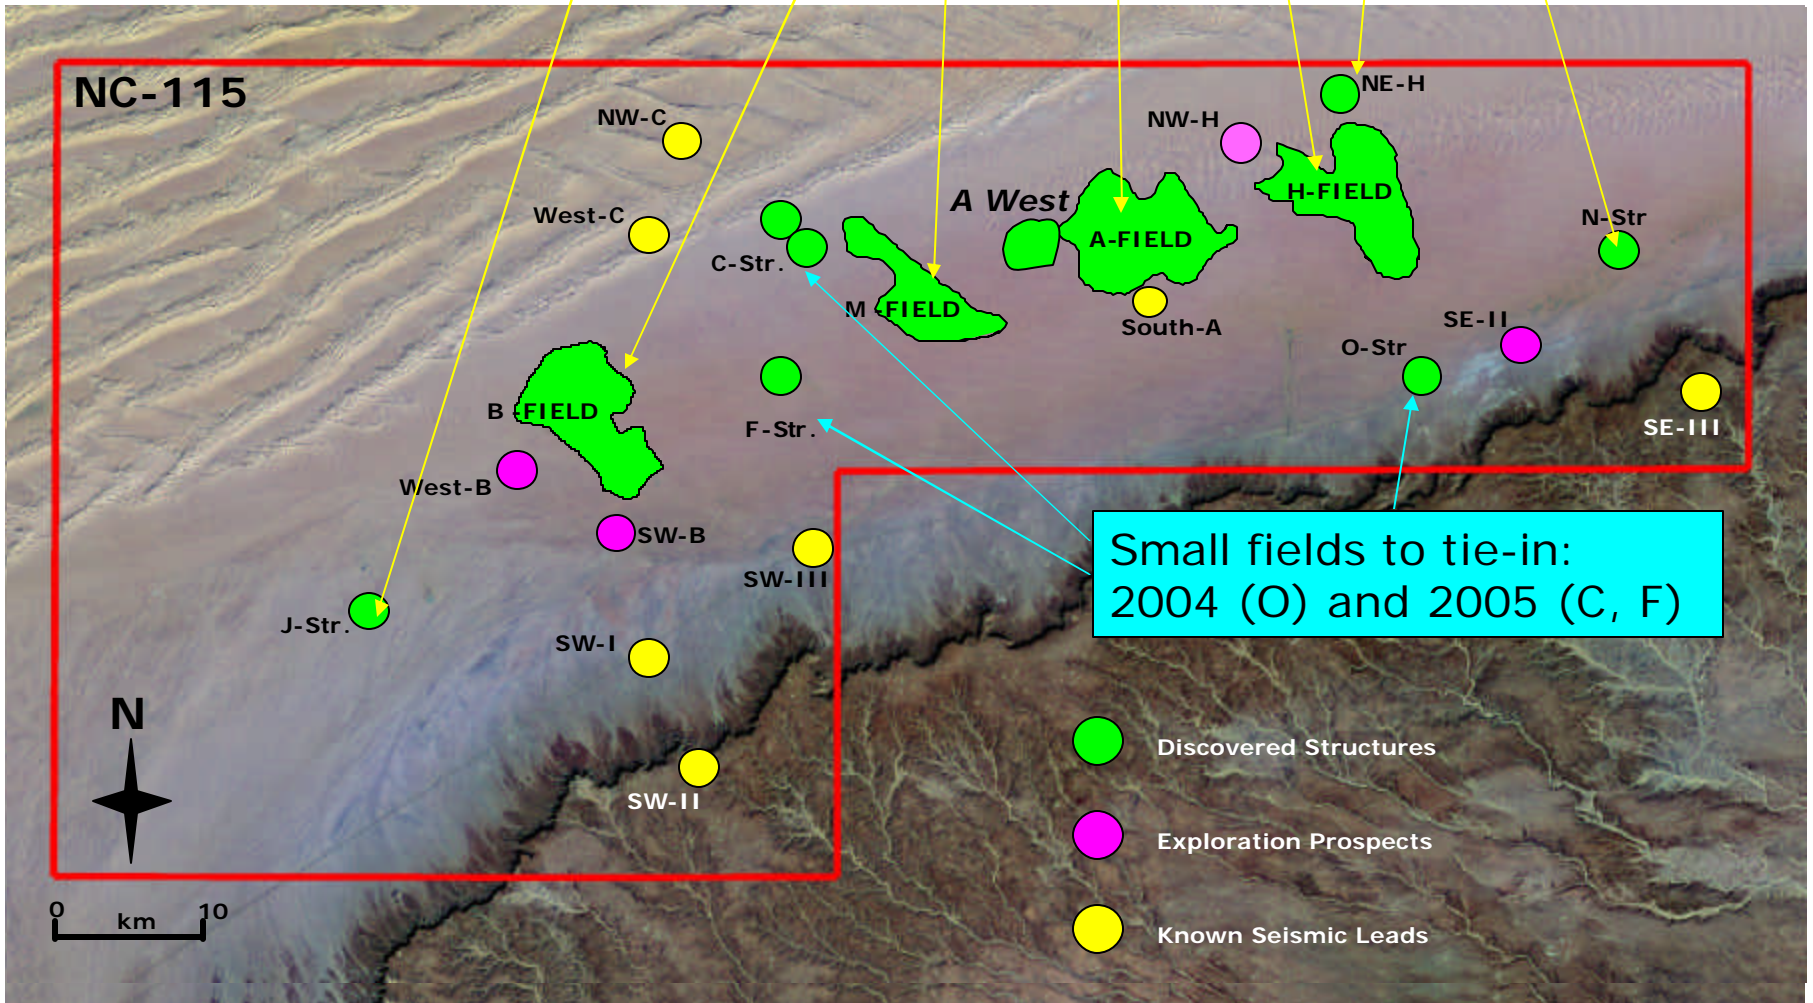 NC-115
NE-H
NW-C
NW-H
H-FIELD
A West
West-C
N-Str
A-FIELD
C-Str.
M-FIELD
South-A
SE-II
O-Str
B-FIELD
F-Str.
SE-III
West-B
SW-B
Small fields to tie-in:
2004 (O) and 2005 (C, F)
SW-III
J-Str.
SW-I
N
Discovered Structures
SW-II
Exploration Prospects
0 km 10
Known Seismic Leads